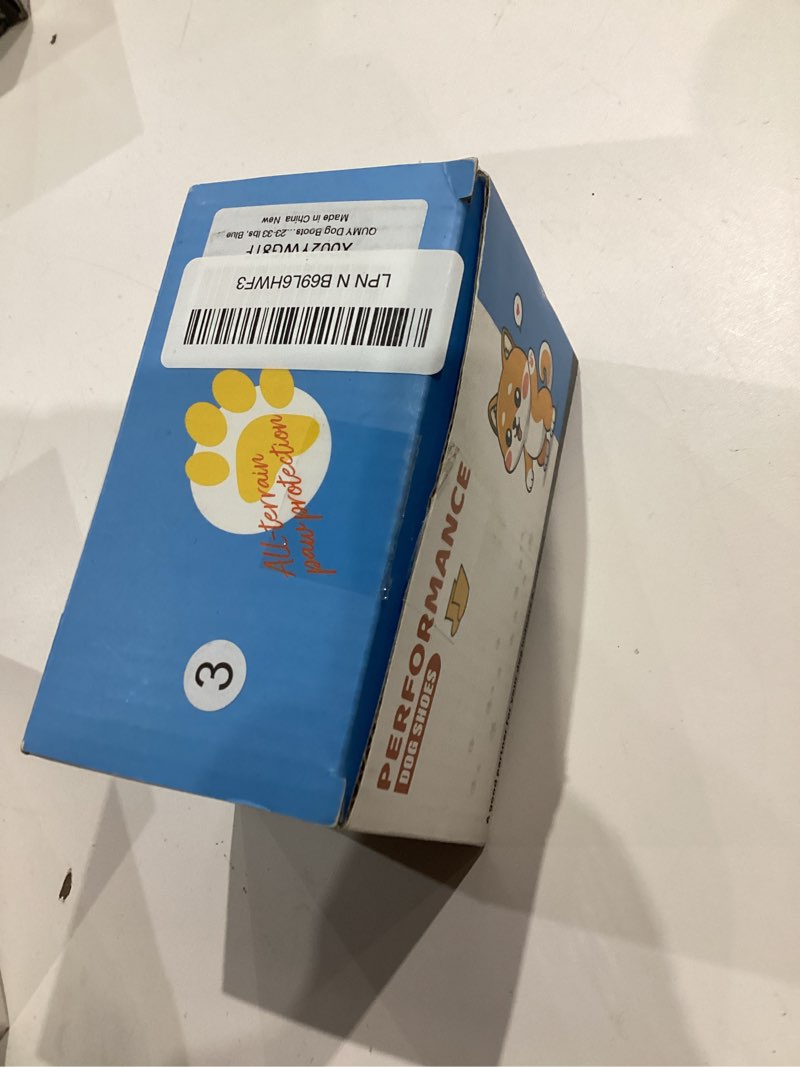 LPN N B69L6HWF3
QUMY Dog Boots...23-33 lbs, Blue
Made in China New
ALL-terrain
paw protection
3
PERFORMANCE
DOG SHOES